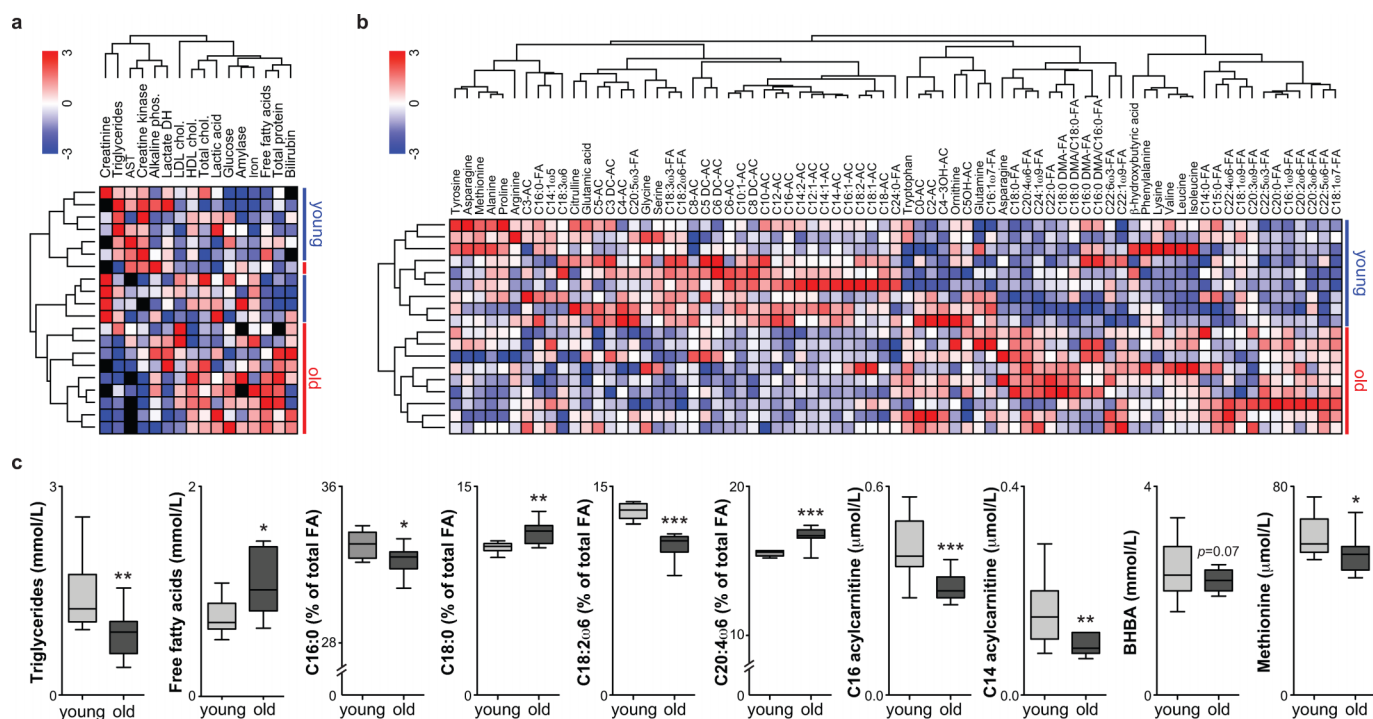 a
3
0
-3
Creatinine
Triglycerides
AST
Creatine kinase
Alkaline phos.
Lactate DH
LDL chol.
HDL chol.
Total chol.
Lactic acid
Glucose
Amylase
Iron
Free fatty acids
Total protein
Bilirubin
young
old
b
3
0
-3
Tyrosine
Asparagine
Methionine
Alanine
Proline
Arginine
C3-AC
C16:0-FA
C14:1ω5
C18:3ω6
Citrulline
Glutamic acid
C5-AC
C3 DC-AC
C4-AC
C20:5ω3-FA
Glycine
Serine
C18:3ω3-FA
C18:2ω6-FA
C8-AC
C5 DC-AC
C6 DC-AC
C6-AC
C10:1-AC
C8 DC-AC
C10-AC
C12-AC
C16-AC
C14:2-AC
C12:1-AC
Carnitine
C14:1-AC
C14-AC
C16:1-AC
C18:2-AC
C18:1-AC
C18-AC
C24:0-FA
Tryptophan
C0-AC
C2-AC
C4-3OH-AC
Ornithine
C5OH-AC
Glutamine
C16:1ω7-FA
Asparagine
C18:0-FA
C20:4ω6-FA
C24:1ω9-FA
C22:0-FA
C18:0 DMA-FA
C18:0 DMA/C18:0-FA
C16:0 DMA-FA
C16:0 DMA/C16:0-FA
C22:6ω3-FA
C22:1ω9-FA
β-hydroxybutyric acid
Phenylalanine
Lysine
Valine
Leucine
Isoleucine
C14:0-FA
C15:0-FA
C22:4ω6-FA
C18:1ω9-FA
C20:3ω9-FA
C22:5ω3-FA
C20:0-FA
C16:1ω9-FA
C20:2ω6-FA
C20:3ω6-FA
C22:5ω6-FA
C18:1ω7-FA
young
old
c
Triglycerides (mmol/L)
3
0
**
young old
Free fatty acids (mmol/L)
2
0
*
young old
C16:0 (% of total FA)
36
28
0
*
young old
C18:0 (% of total FA)
15
0
**
young old
C18:2ω6 (% of total FA)
15
0
***
young old
C20:4ω6 (% of total FA)
20
10
0
***
young old
C16 acylcarnitine (μmol/L)
0.6
0.0
***
young old
C14 acylcarnitine (μmol/L)
0.4
0.0
**
young old
BHBA (mmol/L)
4
0
p=0.07
young old
Methionine (μmol/L)
80
0
*
young old